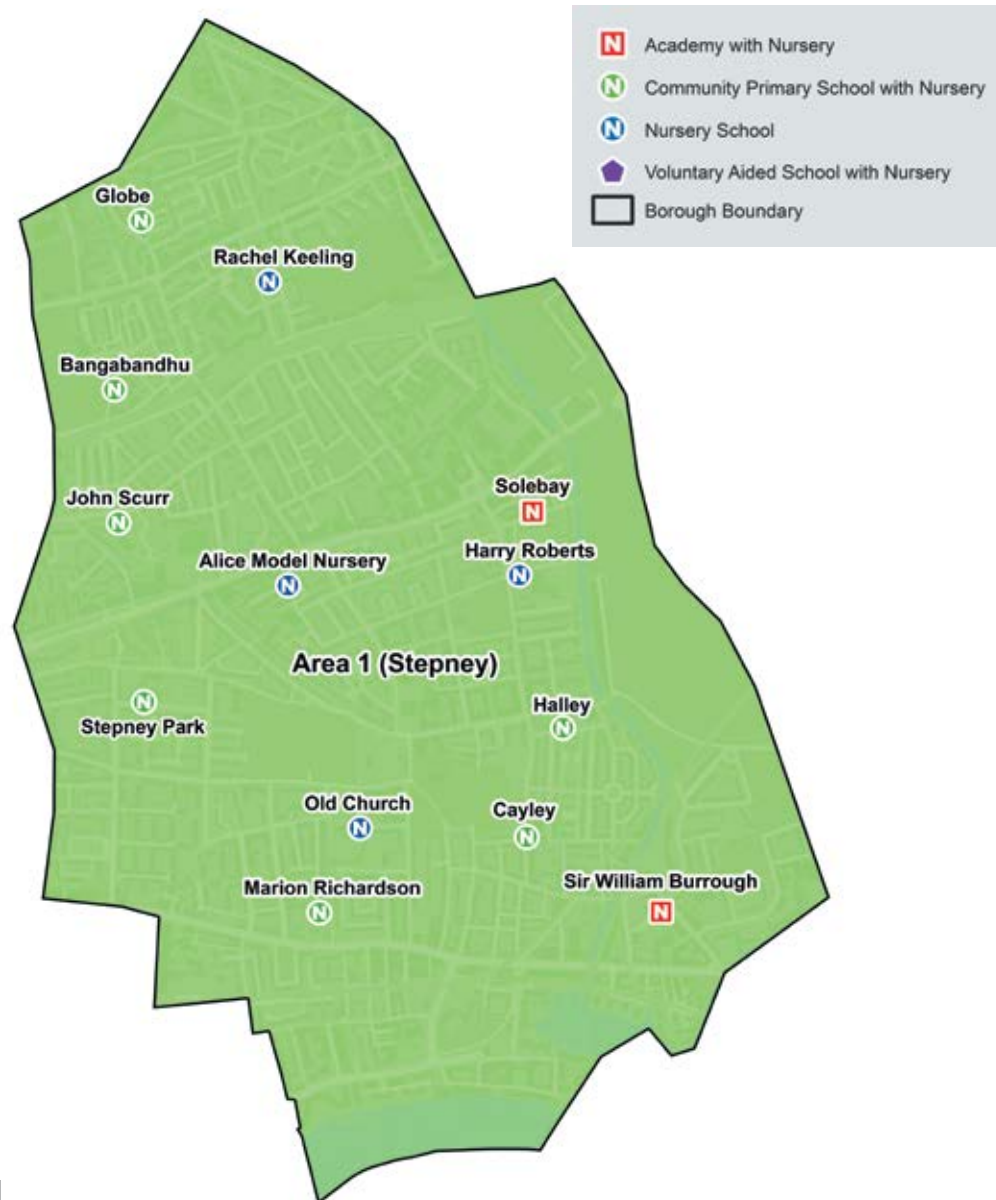 N Academy with Nursery
N Community Primary School with Nursery
N Nursery School
Voluntary Aided School with Nursery
Borough Boundary
Globe
N
Rachel Keeling
N
Bangabandhu
N
Solebay
N
John Scurr
N
Harry Roberts
N
Alice Model Nursery
N
Area 1 (Stepney)
N
Stepney Park
Halley
N
Old Church
N
Cayley
N
Marion Richardson
N
Sir William Burrough
N